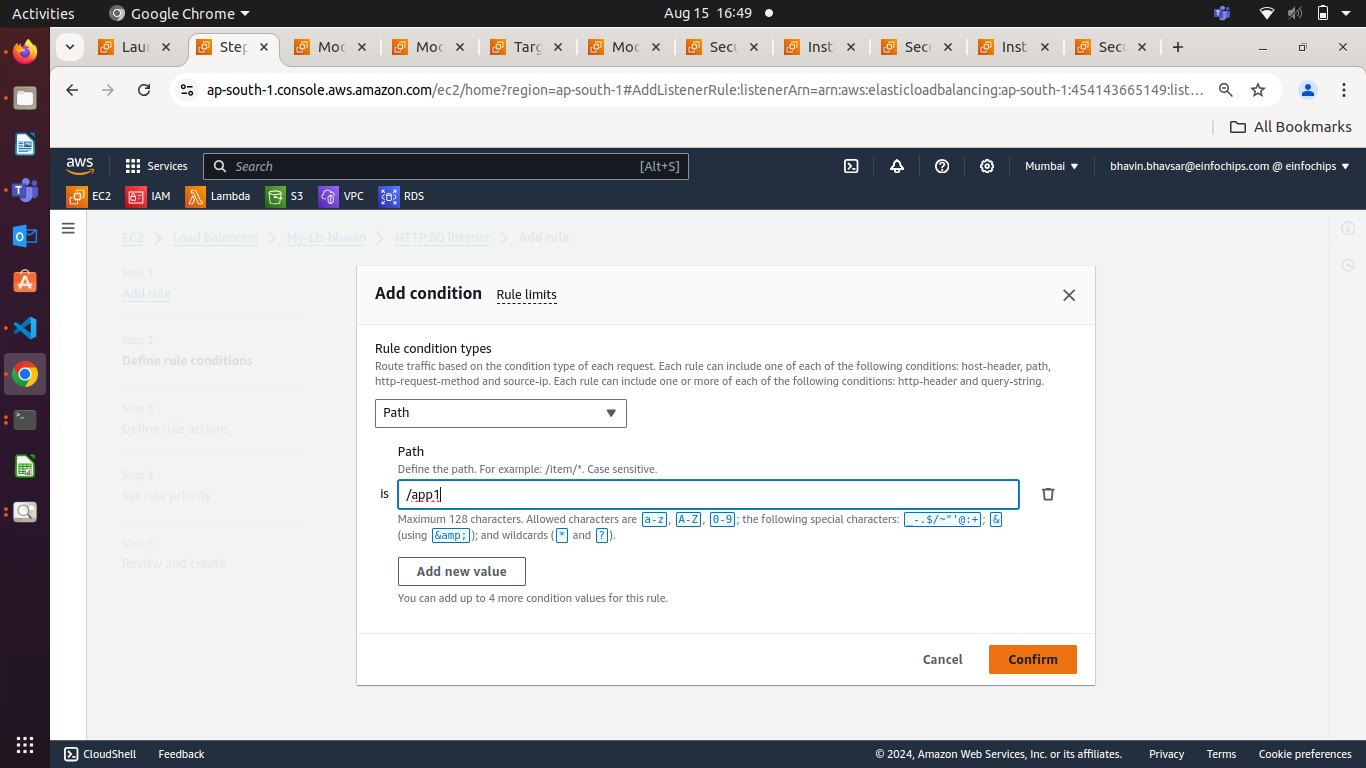 Activities
Google Chrome
Aug 15 16:49
Lau
Step
Moc
Moc
Targ
Moc
Secu
Inst
Secu
Inst
Secu
ap-south-1.console.aws.amazon.com/ec2/home?region=ap-south-1#AddListenerRule:listenerArn=arn:aws:elasticloadbalancing:ap-south-1:454143665149:list...
All Bookmarks
aws
Services
Search
[Alt+S]
Mumbai
bhavin.bhavsar@einfochips.com @ einfochips
EC2
IAM
Lambda
S3
VPC
RDS
EC2
Load balancers
My-Lb-bhavin
HTTP:80 listener
Add rule
Step 1
Add rule
Step 2
Define rule conditions
Step 3
Define rule actions
Step 4
Set rule priority
Step 5
Review and create
Add condition
Rule limits
Rule condition types
Route traffic based on the condition type of each request. Each rule can include one of each of the following conditions: host-header, path,
http-request-method and source-ip. Each rule can include one or more of each of the following conditions: http-header and query-string.
Path
Path
Define the path. For example: /item/*. Case sensitive.
is
/app1
Maximum 128 characters. Allowed characters are a-z, A-Z, 0-9; the following special characters: _-.$/~"'@:+; &
(using &amp;); and wildcards (* and ?).
Add new value
You can add up to 4 more condition values for this rule.
Cancel
Confirm
CloudShell
Feedback
© 2024, Amazon Web Services, Inc. or its affiliates.
Privacy
Terms
Cookie preferences